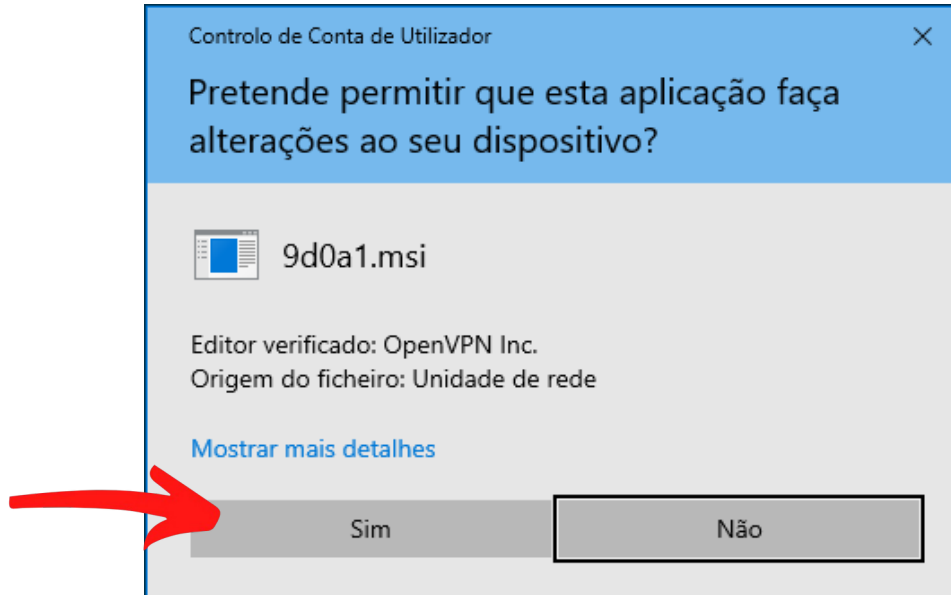 Controlo de Conta de Utilizador
Pretende permitir que esta aplicação faça
alterações ao seu dispositivo?
9d0a1.msi
Editor verificado: OpenVPN Inc.
Origem do ficheiro: Unidade de rede
Mostrar mais detalhes
Sim
Não